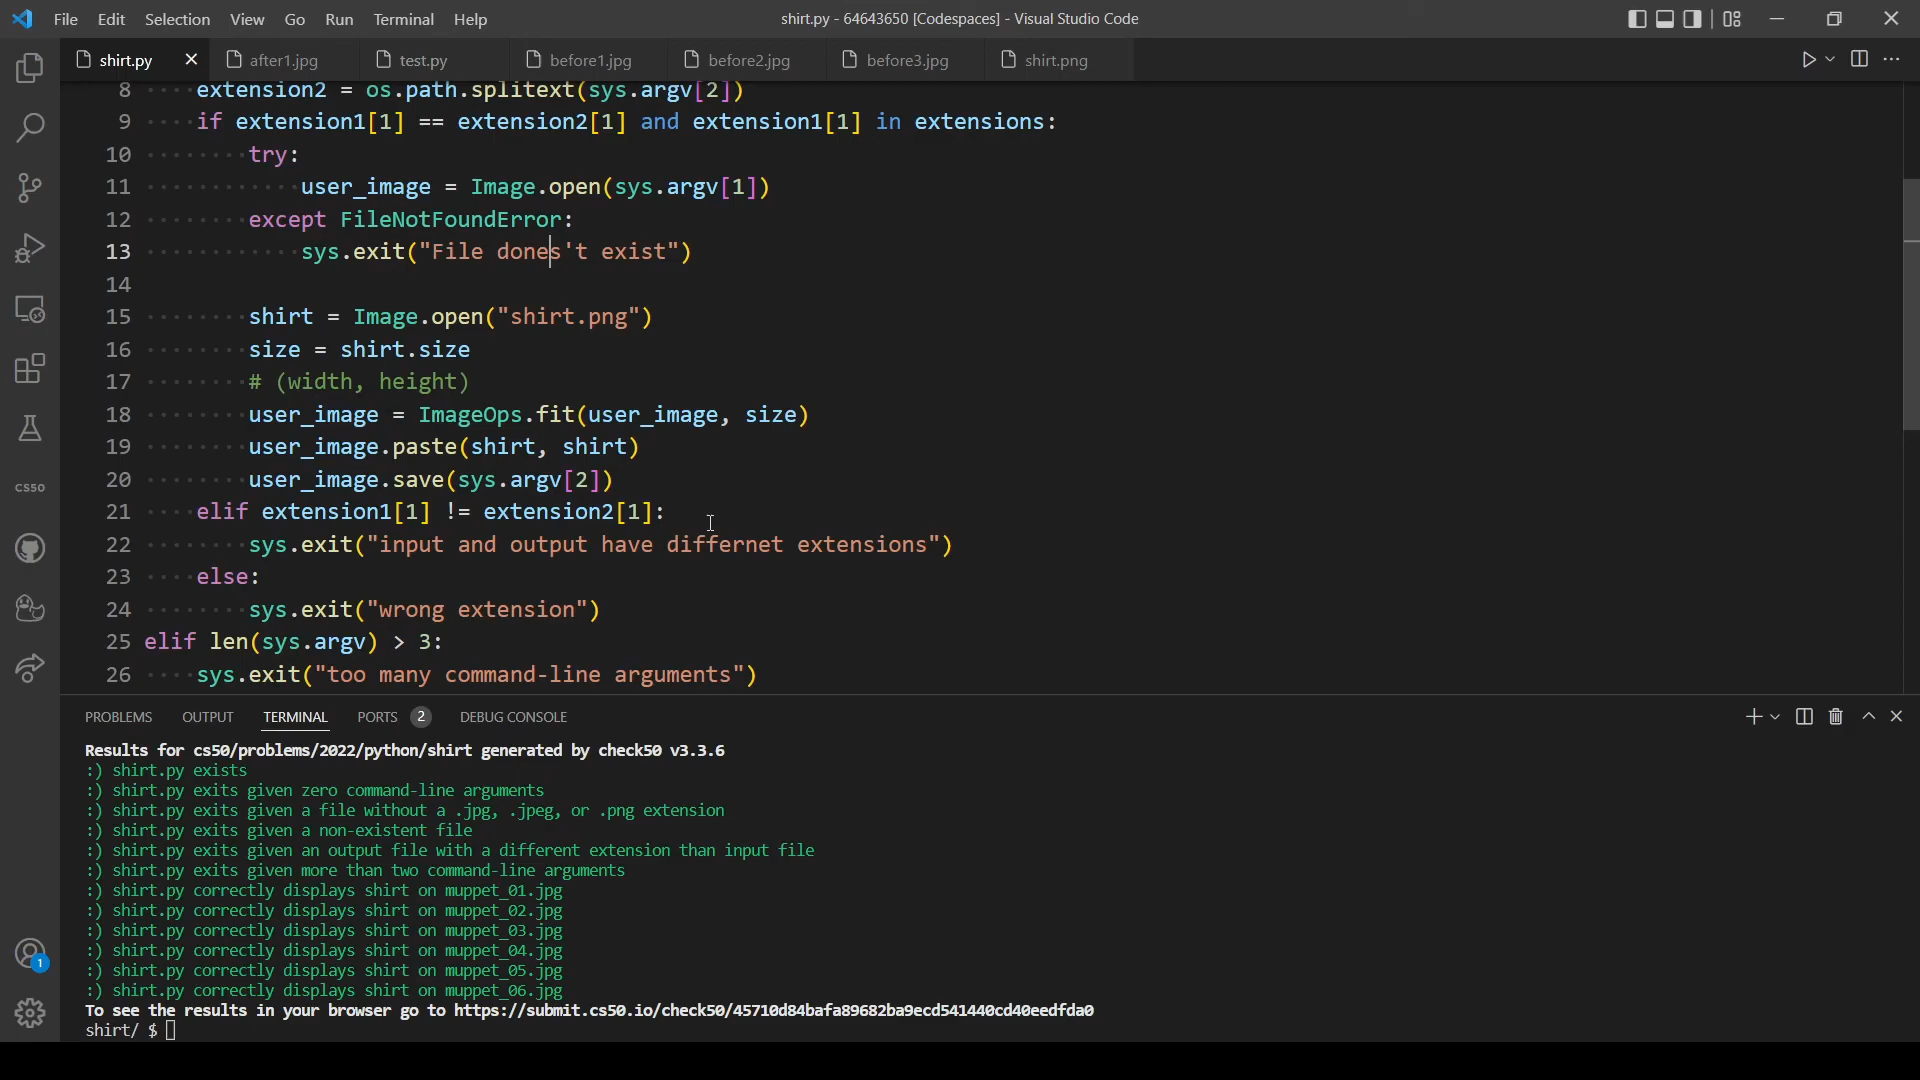 File Edit Selection View Go Run Terminal Help
shirt.py - 64643650 [Codespaces] - Visual Studio Code
shirt.py after1.jpg test.py before1.jpg before2.jpg before3.jpg shirt.png
8 extension2 = os.path.splitext(sys.argv[2])
9 if extension1[1] == extension2[1] and extension1[1] in extensions:
10 try:
11 user_image = Image.open(sys.argv[1])
12 except FileNotFoundError:
13 sys.exit("File dones't exist")
14
15 shirt = Image.open("shirt.png")
16 size = shirt.size
17 # (width, height)
18 user_image = ImageOps.fit(user_image, size)
19 user_image.paste(shirt, shirt)
20 user_image.save(sys.argv[2])
21 elif extension1[1] != extension2[1]:
22 sys.exit("input and output have differnet extensions")
23 else:
24 sys.exit("wrong extension")
25 elif len(sys.argv) > 3:
26 sys.exit("too many command-line arguments")
CS50
1
PROBLEMS OUTPUT TERMINAL PORTS 2 DEBUG CONSOLE
Results for cs50/problems/2022/python/shirt generated by check50 v3.3.6
:) shirt.py exists
:) shirt.py exits given zero command-line arguments
:) shirt.py exits given a file without a .jpg, .jpeg, or .png extension
:) shirt.py exits given a non-existent file
:) shirt.py exits given an output file with a different extension than input file
:) shirt.py exits given more than two command-line arguments
:) shirt.py correctly displays shirt on muppet_01.jpg
:) shirt.py correctly displays shirt on muppet_02.jpg
:) shirt.py correctly displays shirt on muppet_03.jpg
:) shirt.py correctly displays shirt on muppet_04.jpg
:) shirt.py correctly displays shirt on muppet_05.jpg
:) shirt.py correctly displays shirt on muppet_06.jpg
To see the results in your browser go to https://submit.cs50.io/check50/45710d84bafa89682ba9ecd541440cd40eedfda0
shirt/ $